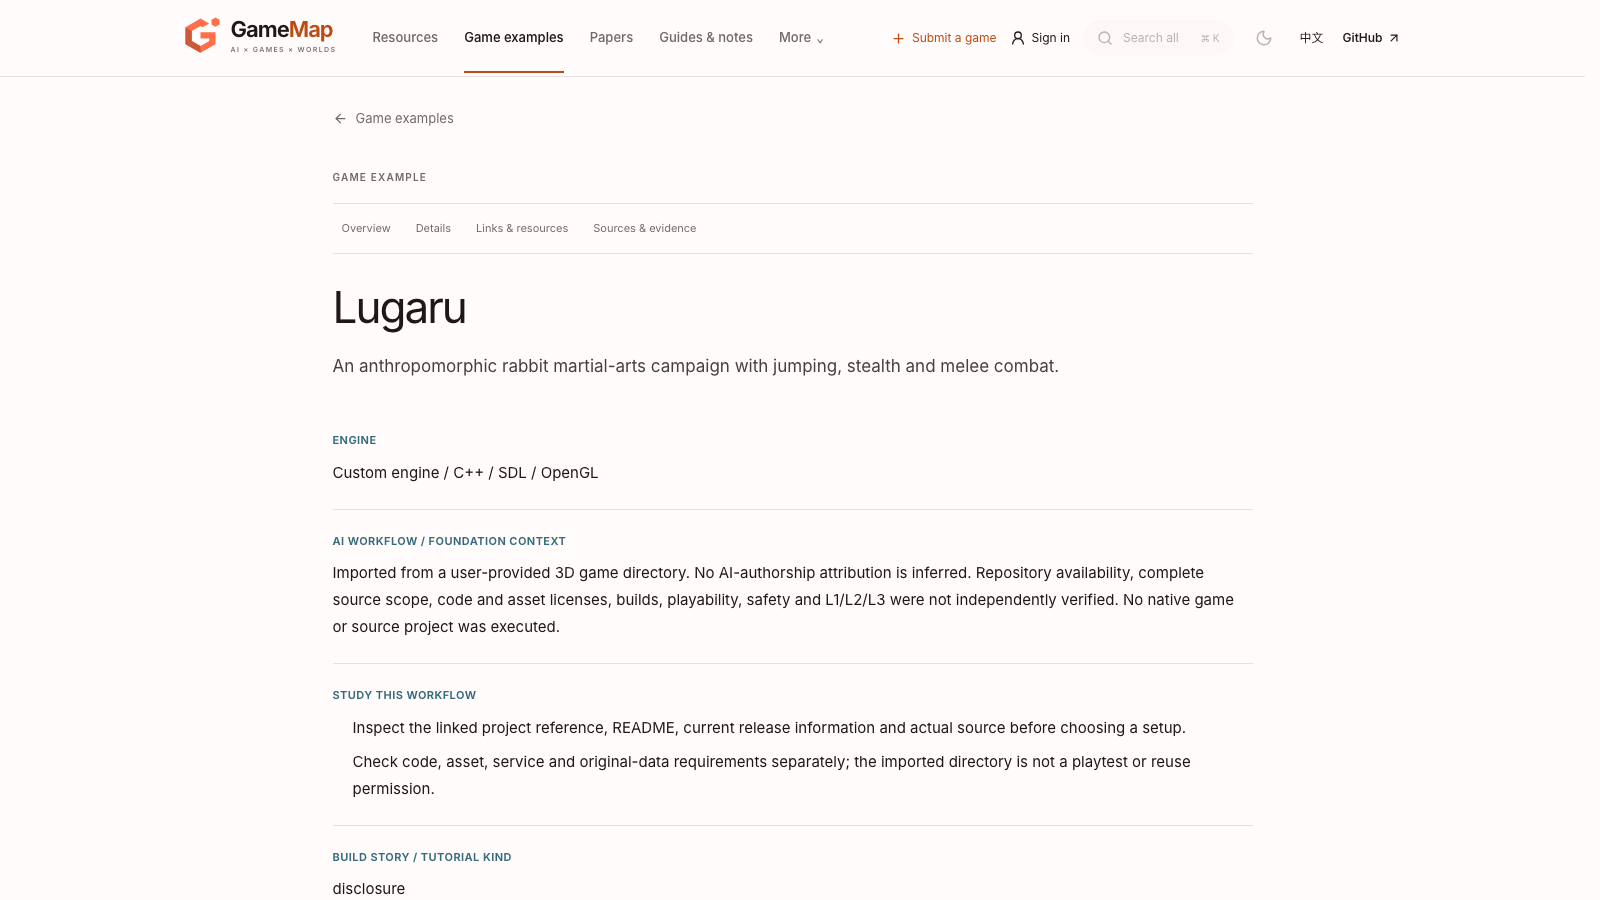 GameMap
AI × GAMES × WORLDS
Resources
Game examples
Papers
Guides & notes
More
Submit a game
Sign in
Search all
⌘ K
中文
GitHub
Game examples
GAME EXAMPLE
Overview
Details
Links & resources
Sources & evidence
Lugaru
An anthropomorphic rabbit martial-arts campaign with jumping, stealth and melee combat.
ENGINE
Custom engine / C++ / SDL / OpenGL
AI WORKFLOW / FOUNDATION CONTEXT
Imported from a user-provided 3D game directory. No AI-authorship attribution is inferred. Repository availability, complete
source scope, code and asset licenses, builds, playability, safety and L1/L2/L3 were not independently verified. No native game
or source project was executed.
STUDY THIS WORKFLOW
Inspect the linked project reference, README, current release information and actual source before choosing a setup.
Check code, asset, service and original-data requirements separately; the imported directory is not a playtest or reuse
permission.
BUILD STORY / TUTORIAL KIND
disclosure